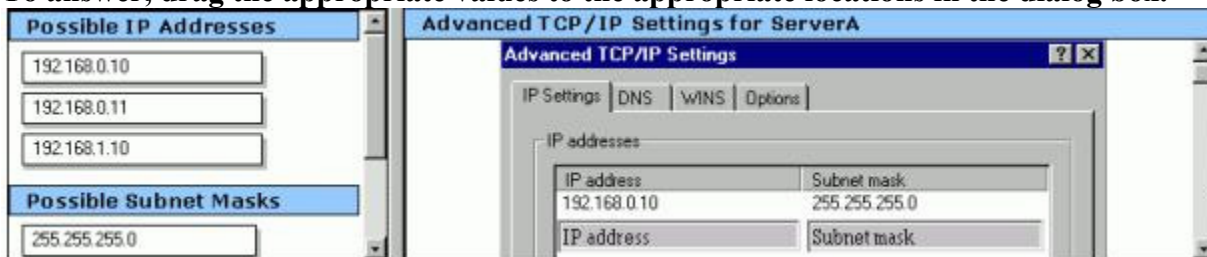 To answer, drag the appropriate values to the appropriate locations in the dialog box.
Possible IP Addresses
192.168.0.10
192.168.0.11
192.168.1.10
Possible Subnet Masks
255.255.255.0
Advanced TCP/IP Settings for ServerA
Advanced TCP/IP Settings
IP Settings DNS WINS Options
IP addresses
IP address Subnet mask
192.168.0.10 255.255.255.0
IP address Subnet mask